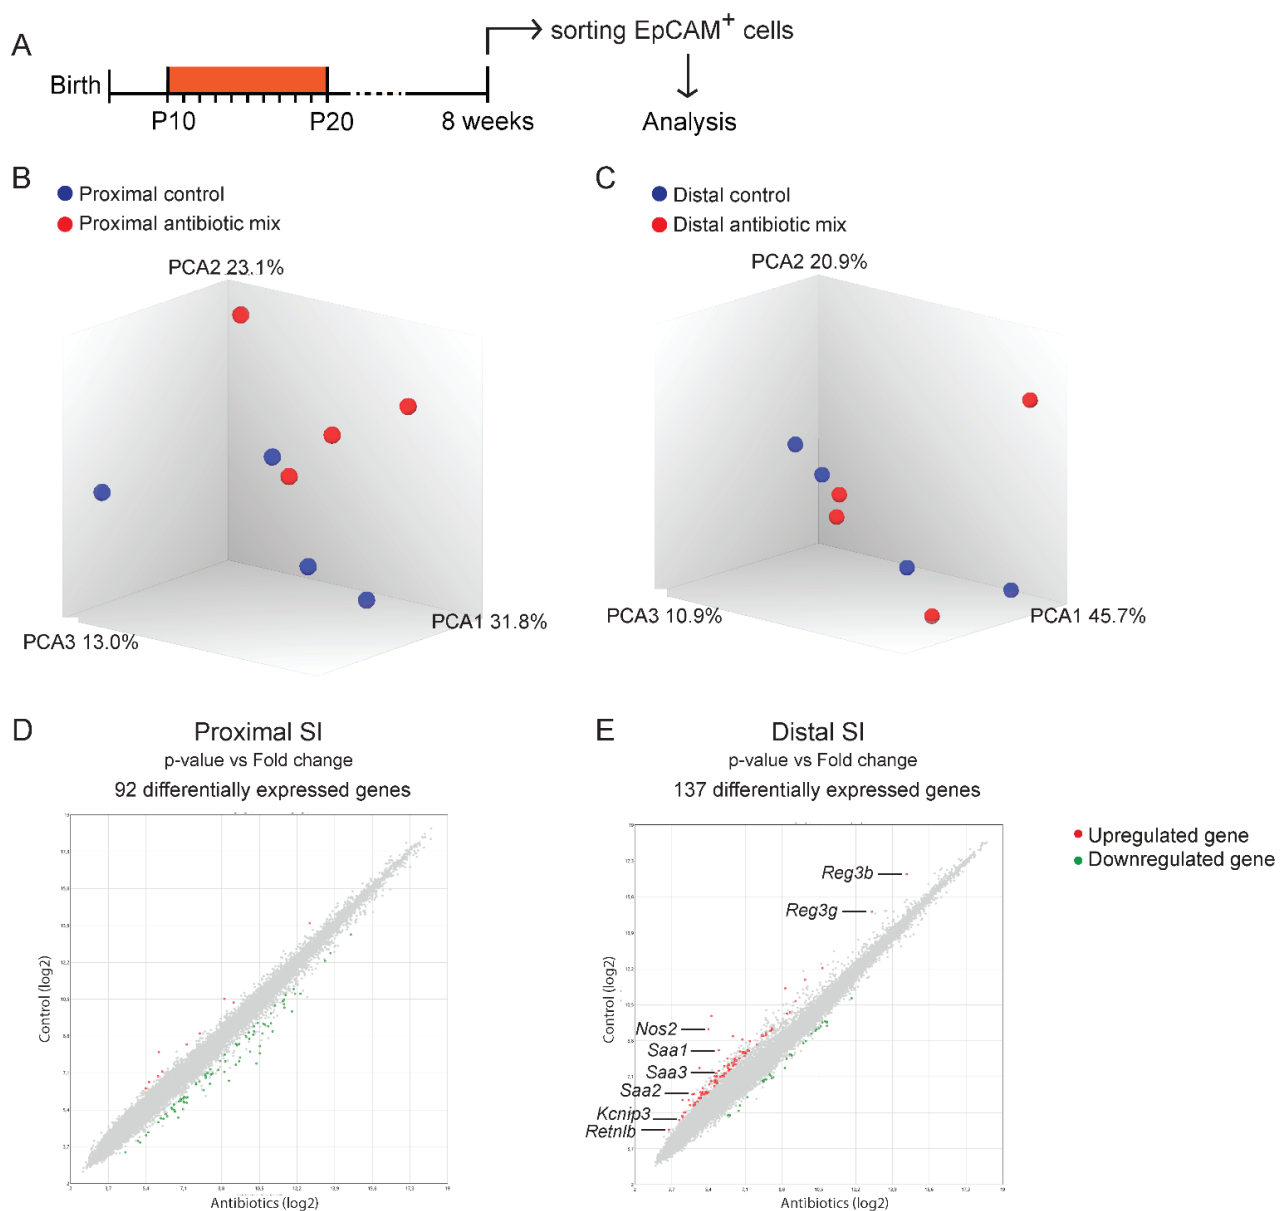 A
sorting EpCAM+ cells
Birth
P10
P20
8 weeks
Analysis
B
Proximal control
Proximal antibiotic mix
PCA2 23.1%
PCA3 13.0%
PCA1 31.8%
C
Distal control
Distal antibiotic mix
PCA2 20.9%
PCA3 10.9%
PCA1 45.7%
D
Proximal SI
p-value vs Fold change
92 differentially expressed genes
Control (log2)
Antibiotics (log2)
E
Distal SI
p-value vs Fold change
137 differentially expressed genes
Reg3b
Reg3g
Nos2
Saa1
Saa3
Saa2
Kcnip3
Retnlb
Control (log2)
Antibiotics (log2)
Upregulated gene
Downregulated gene